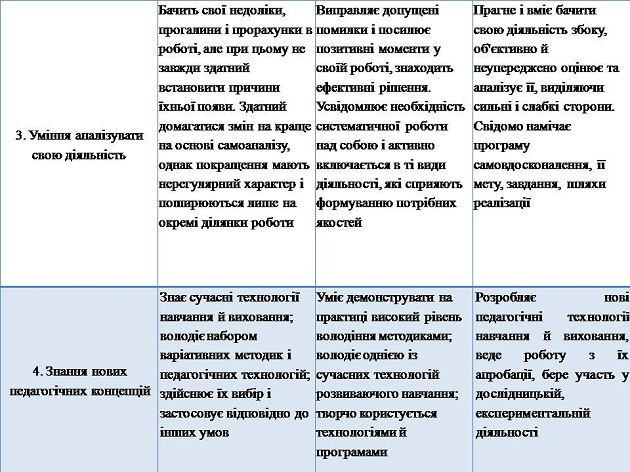 3. Уміння аналізувати
свою діяльність
Бачить свої недоліки,
прогалини і прорахунки в
роботі, але при цьому не
завжди здатний
встановити причини
їхньої появи. Здатний
домагатися змін на краще
на основі самоаналізу,
однак покращення мають
нерегулярний характер і
поширюються лише на
окремі ділянки роботи
Виправляє допущені
помилки і посилює
позитивні моменти у
своїй роботі, знаходить
ефективні рішення.
Усвідомлює необхідність
систематичної роботи
над собою і активно
включається в ті види
діяльності, які сприяють
формуванню потрібних
якостей
Прагне і вміє бачити
свою діяльність збоку,
об'єктивно й
неупереджено оцінює та
аналізує її, виділяючи
сильні і слабкі сторони.
Свідомо намічає
програму
самовдосконалення, її
мету, завдання, шляхи
реалізації
4. Знання нових
педагогічних концепцій
Знає сучасні технології
навчання й виховання;
володіє набором
варіативних методик і
педагогічних технологій;
здійснює їх вибір і
застосовує відповідно до
інших умов
Уміє демонструвати на
практиці високий рівень
володіння методиками;
володіє однією із
сучасних технологій
розвиваючого навчання;
творчо користується
технологіями й
програмами
Розробляє нові
педагогічні технології
навчання й виховання,
веде роботу з їх
апробації, бере участь у
дослідницькій,
експериментальній
діяльності